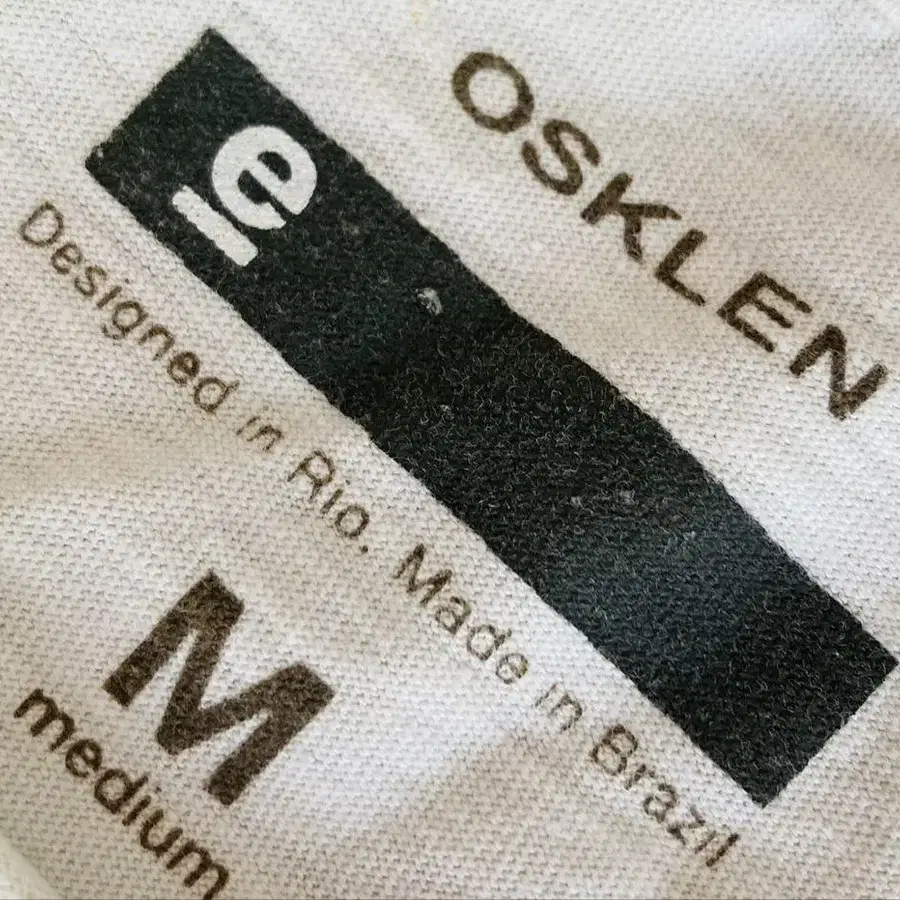 OSKLEN
Designed in Rio. Made in Brazil
M
medium